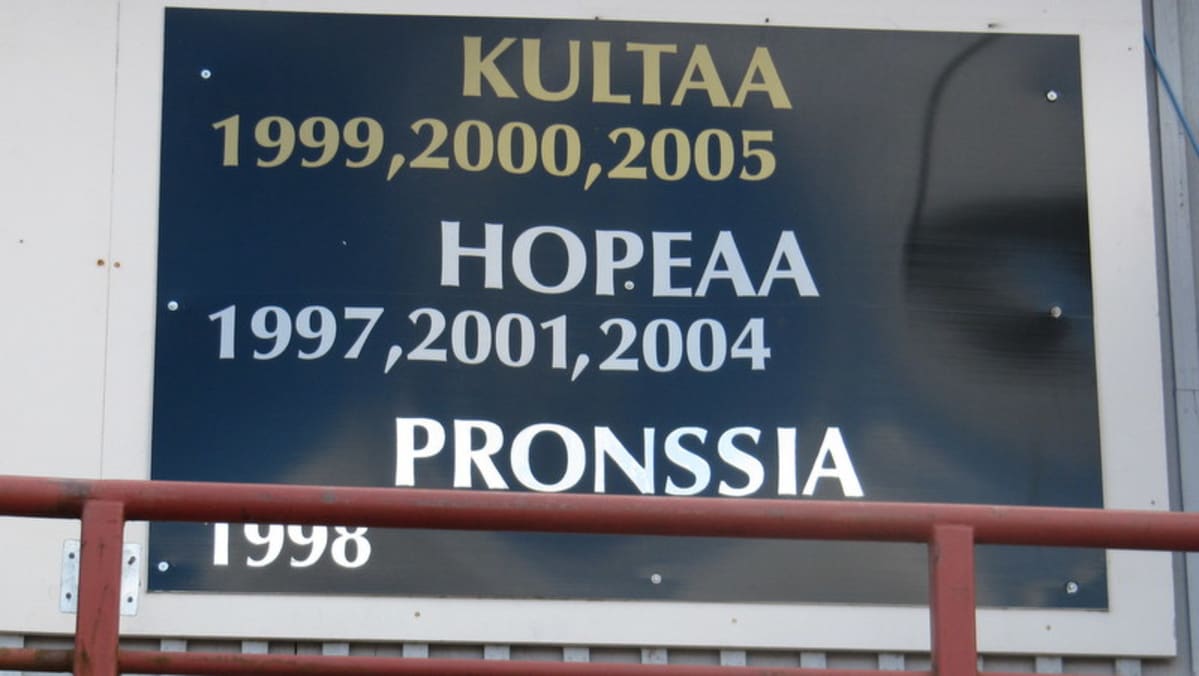 KULTAA
1999,2000,2005
HOPEAA
1997,2001,2004
PRONSSIA
1998